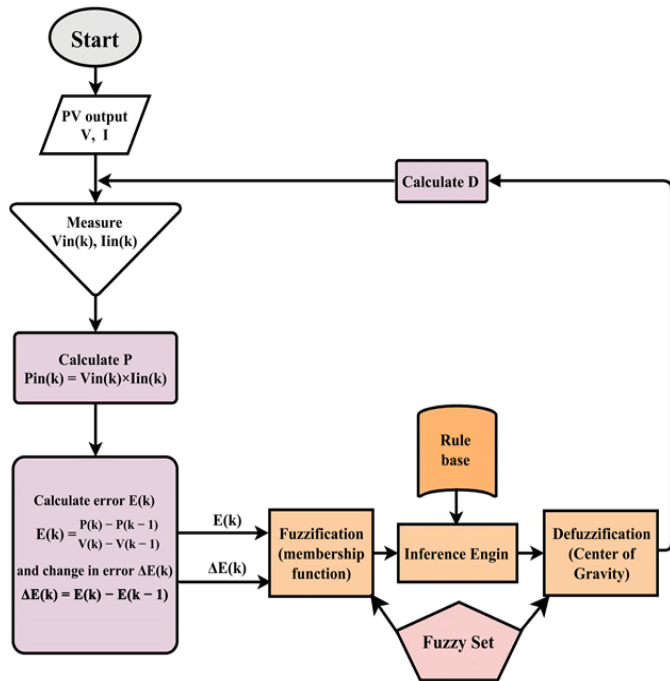 Start
PV output
V, I
Calculate D
Measure
Vin(k), Iin(k)
Calculate P
Pin(k) = Vin(k)×Iin(k)
Rule
base
Calculate error E(k)
E(k) = P(k) − P(k − 1) / V(k) − V(k − 1)
and change in error ΔE(k)
ΔE(k) = E(k) − E(k − 1)
E(k)
ΔE(k)
Fuzzification
(membership
function)
Inference Engin
Defuzzification
(Center of
Gravity)
Fuzzy Set